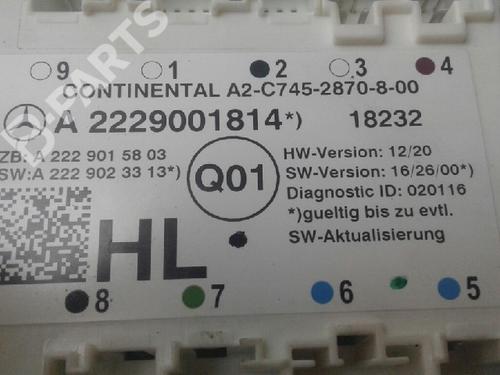 B-PARTS
9 1 2 3 4
CONTINENTAL A2-C745-2870-8-00
A 2229001814*) 18232
ZB: A 222 901 58 03
SW:A 222 902 33 13*)
Q01
HW-Version: 12/20
SW-Version: 16/26/00*)
Diagnostic ID: 020116
*)gueltig bis zu evtl.
SW-Aktualisierung
HL
8 7 6 5